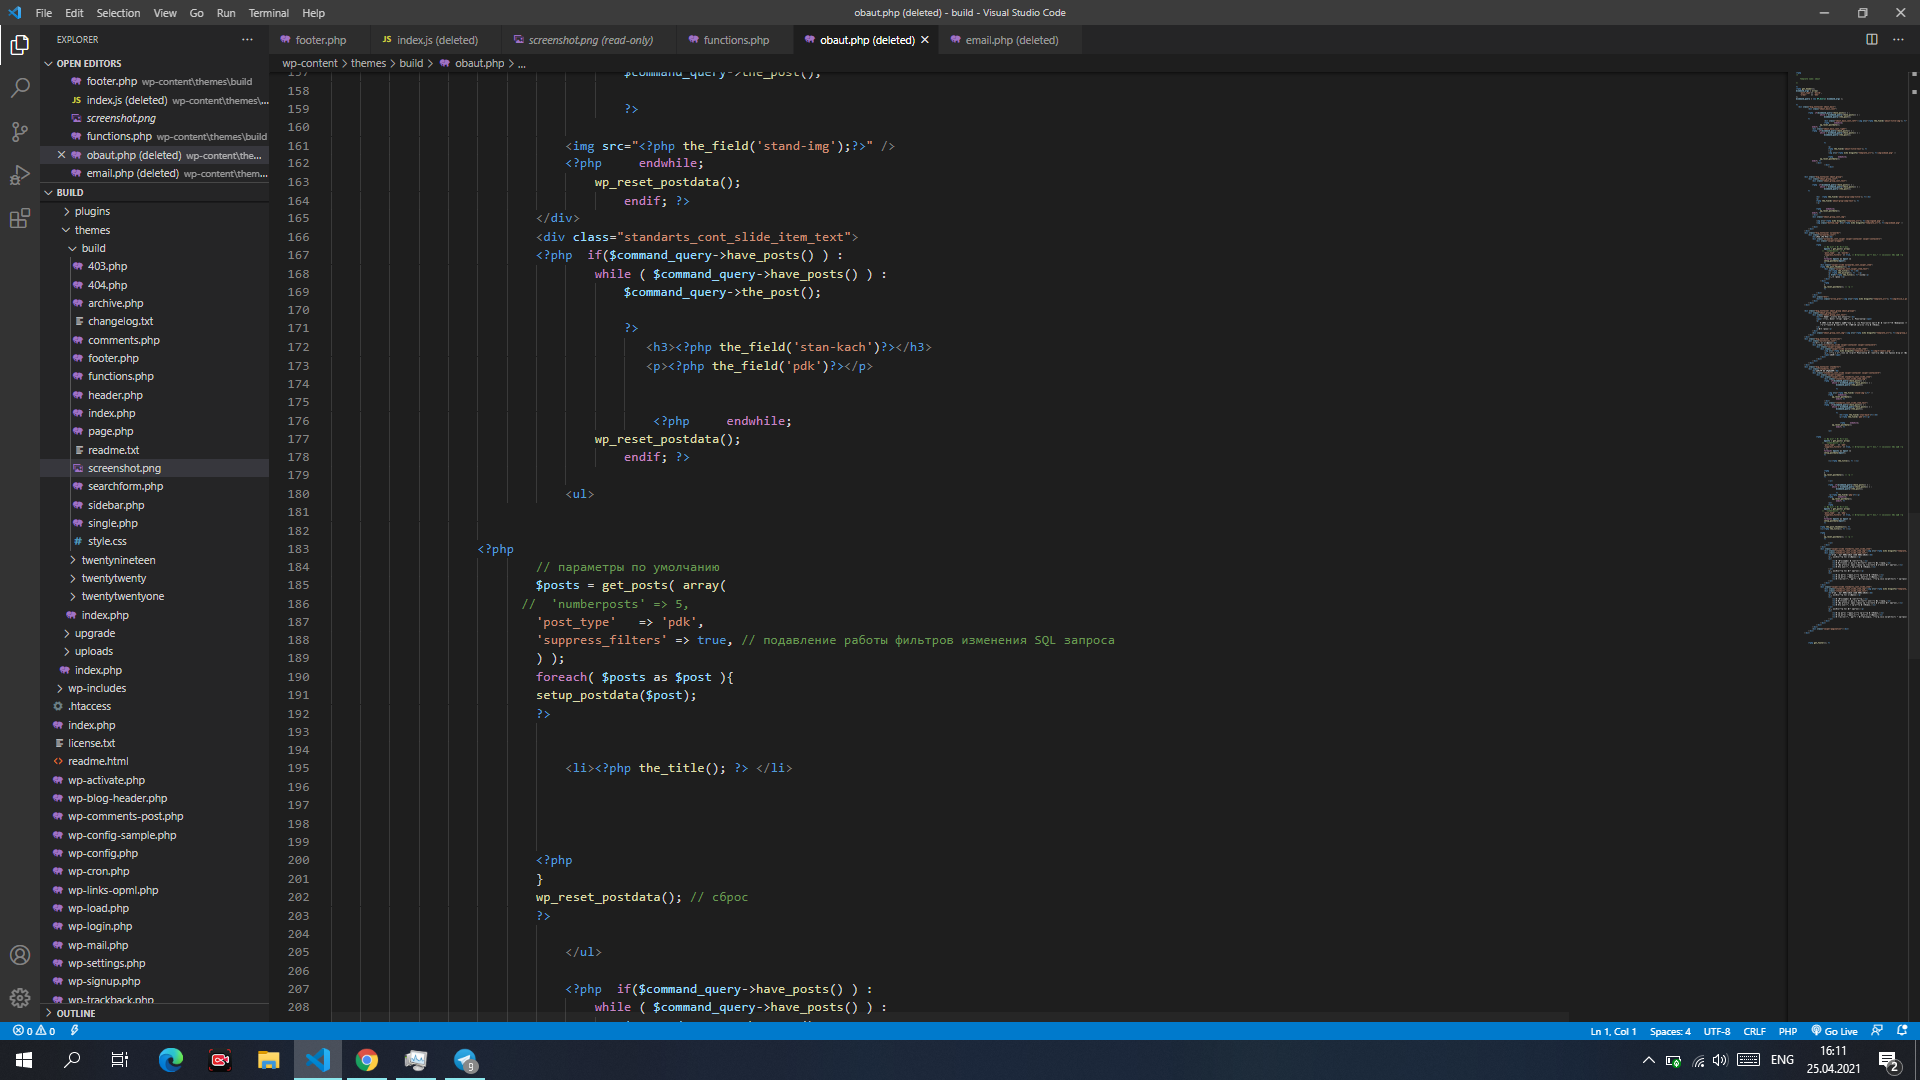 File Edit Selection View Go Run Terminal Help
obaut.php (deleted) - build - Visual Studio Code
EXPLORER
footer.php
JS index.js (deleted)
screenshot.png (read-only)
functions.php
obaut.php (deleted)
email.php (deleted)
wp-content > themes > build > obaut.php > ...
OPEN EDITORS
footer.php wp-content\themes\build
JS index.js (deleted) wp-content\themes\...
screenshot.png
functions.php wp-content\themes\build
obaut.php (deleted) wp-content\the...
email.php (deleted) wp-content\them...
BUILD
plugins
themes
build
403.php
404.php
archive.php
changelog.txt
comments.php
footer.php
functions.php
header.php
index.php
page.php
readme.txt
screenshot.png
searchform.php
sidebar.php
single.php
# style.css
twentynineteen
twentytwenty
twentytwentyone
index.php
upgrade
uploads
index.php
wp-includes
.htaccess
index.php
license.txt
readme.html
wp-activate.php
wp-blog-header.php
wp-comments-post.php
wp-config-sample.php
wp-config.php
wp-cron.php
wp-links-opml.php
wp-load.php
wp-login.php
wp-mail.php
wp-settings.php
wp-signup.php
wp-trackback.php
OUTLINE
157 $command_query->the_post();
158
159 ?>
160
161 <img src="<?php the_field('stand-img');?>" />
162 <?php endwhile;
163 wp_reset_postdata();
164 endif; ?>
165 </div>
166 <div class="standarts_cont_slide_item_text">
167 <?php if($command_query->have_posts() ) :
168 while ( $command_query->have_posts() ) :
169 $command_query->the_post();
170
171 ?>
172 <h3><?php the_field('stan-kach')?></h3>
173 <p><?php the_field('pdk')?></p>
174
175
176 <?php endwhile;
177 wp_reset_postdata();
178 endif; ?>
179
180 <ul>
181
182
183 <?php
184 // параметры по умолчанию
185 $posts = get_posts( array(
186 // 'numberposts' => 5,
187 'post_type' => 'pdk',
188 'suppress_filters' => true, // подавление работы фильтров изменения SQL запроса
189 ) );
190 foreach( $posts as $post ){
191 setup_postdata($post);
192 ?>
193
194
195 <li><?php the_title(); ?> </li>
196
197
198
199
200 <?php
201 }
202 wp_reset_postdata(); // сброс
203 ?>
204
205 </ul>
206
207 <?php if($command_query->have_posts() ) :
208 while ( $command_query->have_posts() ) :
0 0
Ln 1, Col 1 Spaces: 4 UTF-8 CRLF PHP Go Live
9
ENG
16:11
25.04.2021
2